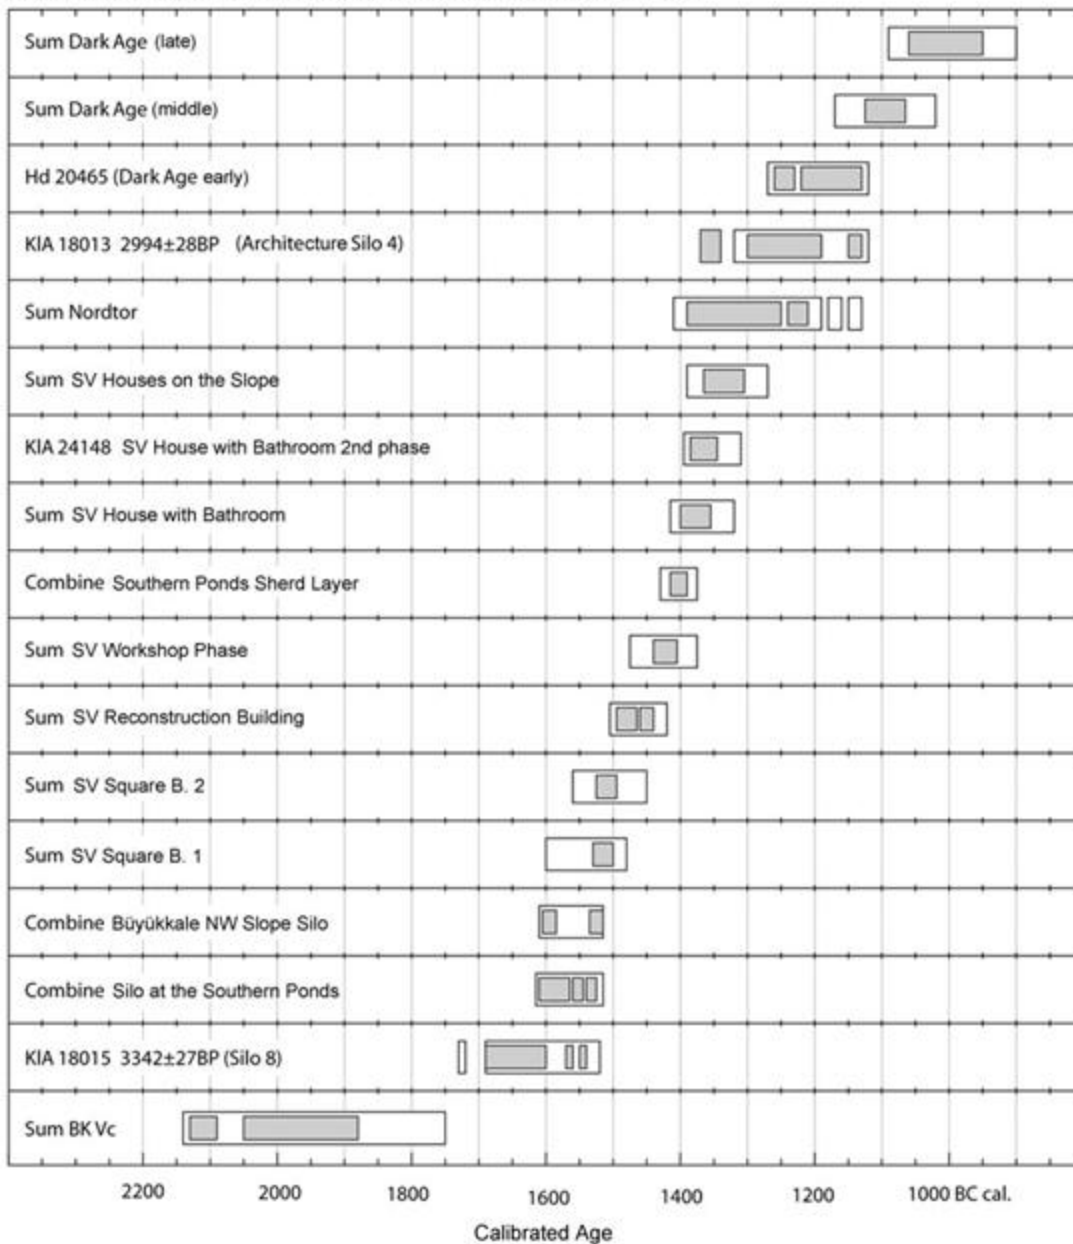 Sum Dark Age (late)
Sum Dark Age (middle)
Hd 20465 (Dark Age early)
KIA 18013 2994±28BP (Architecture Silo 4)
Sum Nordtor
Sum SV Houses on the Slope
KIA 24148 SV House with Bathroom 2nd phase
Sum SV House with Bathroom
Combine Southern Ponds Sherd Layer
Sum SV Workshop Phase
Sum SV Reconstruction Building
Sum SV Square B. 2
Sum SV Square B. 1
Combine Büyükkale NW Slope Silo
Combine Silo at the Southern Ponds
KIA 18015 3342±27BP (Silo 8)
Sum BK Vc
2200 2000 1800 1600 1400 1200 1000 BC cal.
Calibrated Age